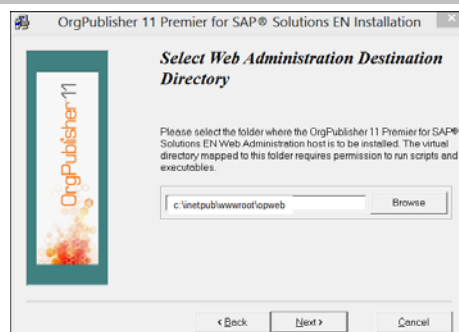 OrgPublisher 11 Premier for SAP® Solutions EN Installation
Select Web Administration Destination
Directory
Please select the folder where the OrgPublisher 11 Premier for SAP®
Solutions EN Web Administration host is to be installed. The virtual
directory mapped to this folder requires permission to run scripts and
executables.
OrgPublisher 11
c:\inetpub\wwwroot\opweb
Browse
< Back
Next >
Cancel